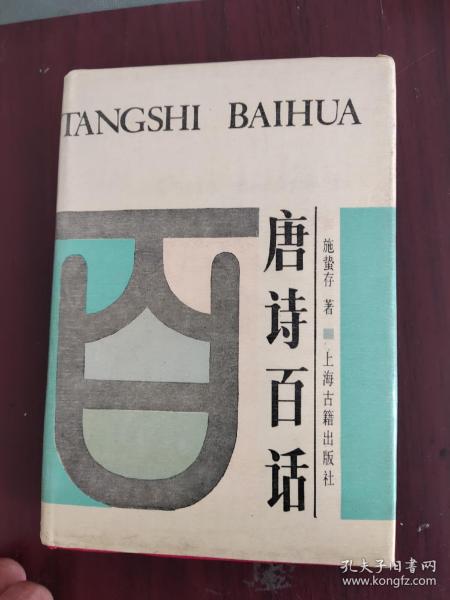 TANGSHI BAIHUA
唐诗百话
施蛰存 著
上海古籍出版社
孔夫子旧书网
www.kongfz.com